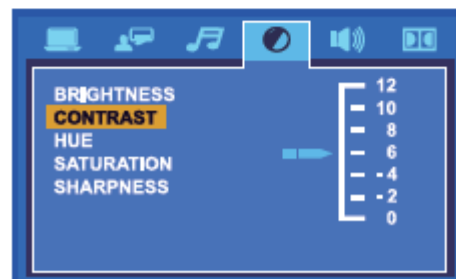 BRIGHTNESS
CONTRAST
HUE
SATURATION
SHARPNESS
12
10
8
6
- 4
- 2
0